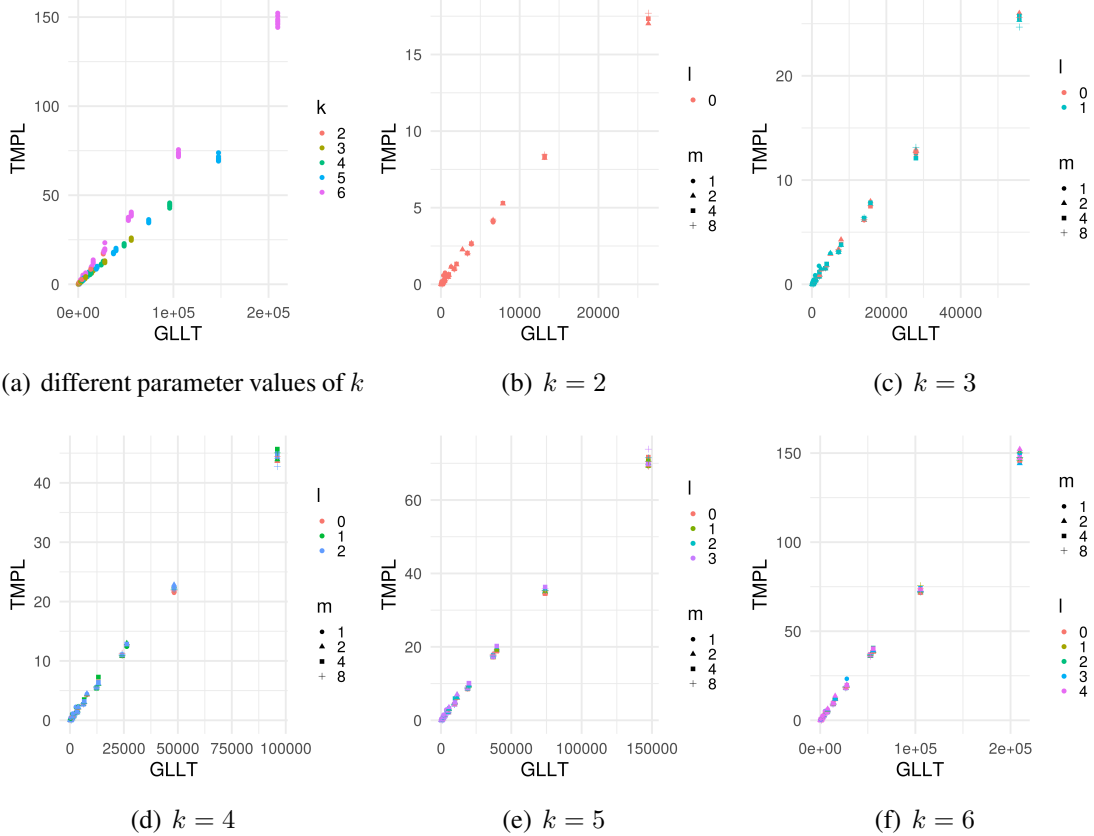 150
100
50
0
TMPL
0e+00 1e+05 2e+05
GLLT
k
2
3
4
5
6
(a) different parameter values of k
15
10
5
0
TMPL
0 10000 20000
GLLT
l
0
m
1
2
4
8
(b) k = 2
20
10
0
TMPL
0 20000 40000
GLLT
l
0
1
m
1
2
4
8
(c) k = 3
40
30
20
10
0
TMPL
0 25000 50000 75000 100000
GLLT
l
0
1
2
m
1
2
4
8
(d) k = 4
60
40
20
0
TMPL
0 50000 100000 150000
GLLT
l
0
1
2
3
m
1
2
4
8
(e) k = 5
150
100
50
0
TMPL
0e+00 1e+05 2e+05
GLLT
m
1
2
4
8
l
0
1
2
3
4
(f) k = 6